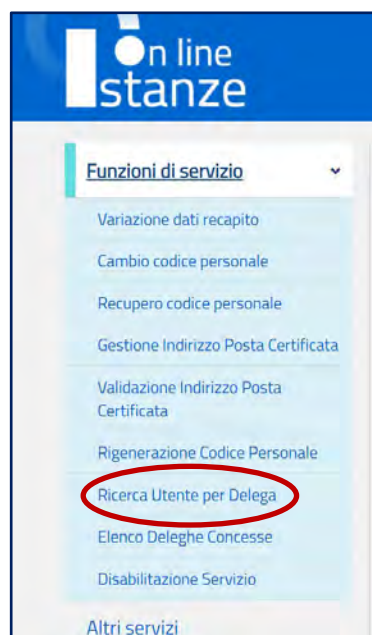 on line
istanze
Funzioni di servizio
Variazione dati recapito
Cambio codice personale
Recupero codice personale
Gestione Indirizzo Posta Certificata
Validazione Indirizzo Posta
Certificata
Rigenerazione Codice Personale
Ricerca Utente per Delega
Elenco Deleghe Concesse
Disabilitazione Servizio
Altri servizi